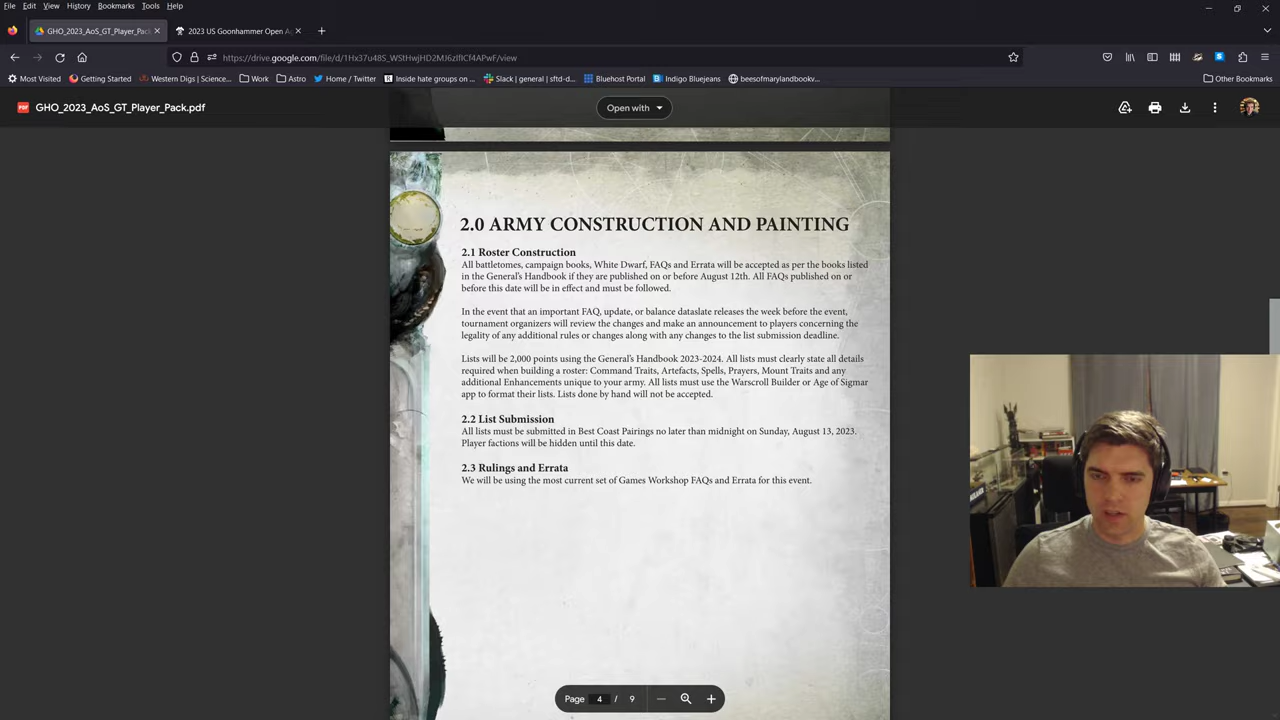 File Edit View History Bookmarks Tools Help
GHO_2023_AoS_GT_Player_Pack
2023 US Goonhammer Open A
https://drive.google.com/file/d/1Hx37u48S_WStHwjHD2MJ6zIfICf4APwF/view
Most Visited Getting Started Western Digs | Science... Work Astro Home / Twitter Inside hate groups on ... Slack | general | sftd-d... Bluehost Portal Indigo Bluejeans beesofmarylandbookv... Other Bookmarks
PDF GHO_2023_AoS_GT_Player_Pack.pdf
Open with
2.0 ARMY CONSTRUCTION AND PAINTING
2.1 Roster Construction
All battletomes, campaign books, White Dwarf, FAQs and Errata will be accepted as per the books listed
in the General's Handbook if they are published on or before August 12th. All FAQs published on or
before this date will be in effect and must be followed.
In the event that an important FAQ, update, or balance dataslate releases the week before the event,
tournament organizers will review the changes and make an announcement to players concerning the
legality of any additional rules or changes along with any changes to the list submission deadline.
Lists will be 2,000 points using the General's Handbook 2023-2024. All lists must clearly state all details
required when building a roster: Command Traits, Artefacts, Spells, Prayers, Mount Traits and any
additional Enhancements unique to your army. All lists must use the Warscroll Builder or Age of Sigmar
app to format their lists. Lists done by hand will not be accepted.
2.2 List Submission
All lists must be submitted in Best Coast Pairings no later than midnight on Sunday, August 13, 2023.
Player factions will be hidden until this date.
2.3 Rulings and Errata
We will be using the most current set of Games Workshop FAQs and Errata for this event.
Page 4 / 9